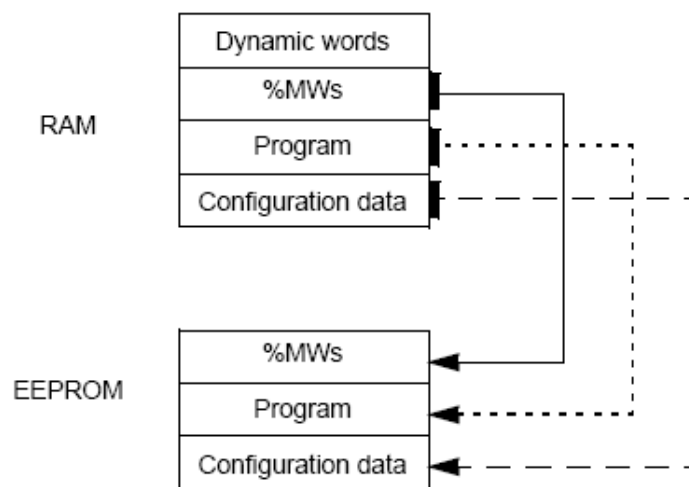 Dynamic words
%MWs
RAM
Program
Configuration data
%MWs
EEPROM
Program
Configuration data